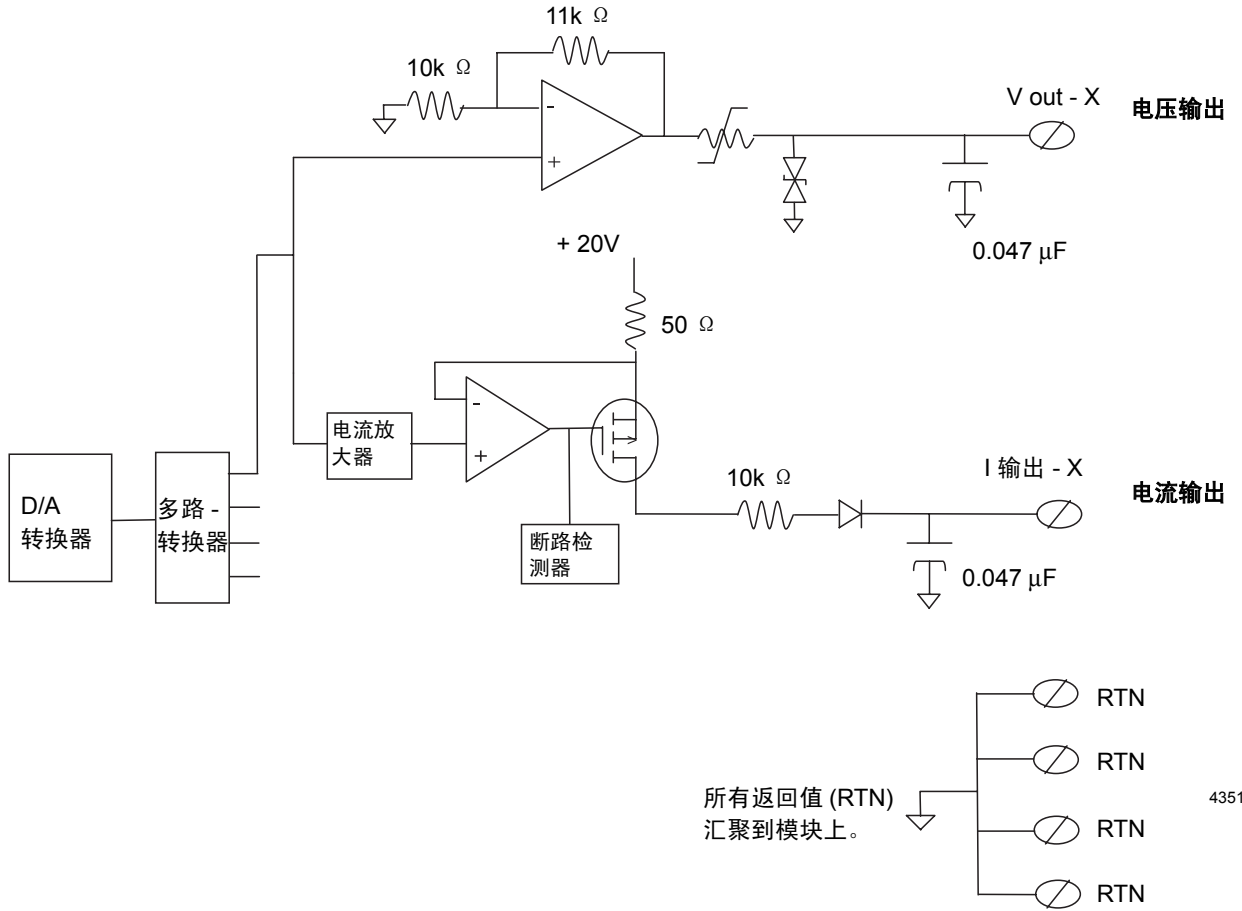 11k Ω
10k Ω
-
+
V out - X
电压输出
0.047 μF
+ 20V
50 Ω
-
+
电流放
大器
D/A
转换器
多路 -
转换器
断路检
测器
10k Ω
I 输出 - X
电流输出
0.047 μF
RTN
RTN
所有返回值 (RTN)
汇聚到模块上。
4351
RTN
RTN